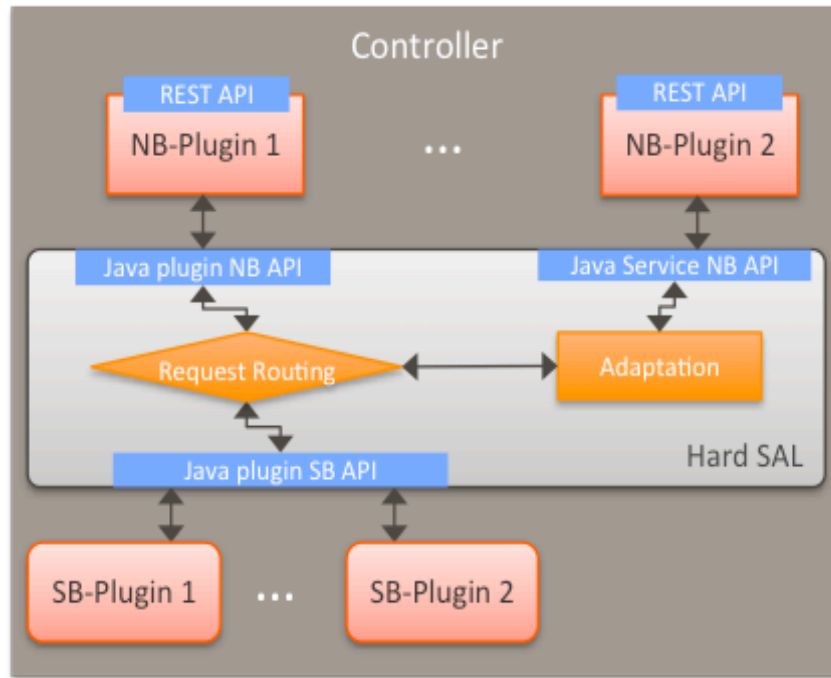 Controller
REST API
REST API
NB-Plugin 1
...
NB-Plugin 2
Java plugin NB API
Java Service NB API
Request Routing
Adaptation
Java plugin SB API
Hard SAL
SB-Plugin 1
...
SB-Plugin 2